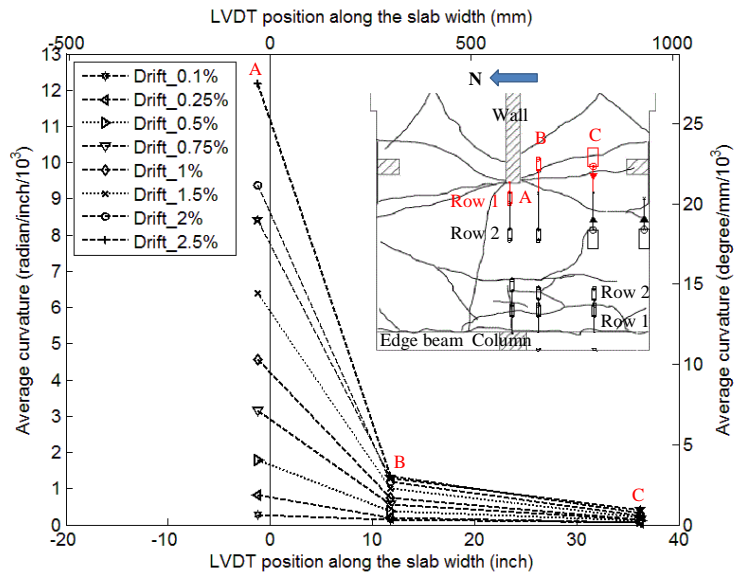 LVDT position along the slab width (mm)
-500 0 500 1000
13
12
11
10
9
8
7
6
5
4
3
2
1
0
Average curvature (radian/inch/10³)
Drift_0.1%
Drift_0.25%
Drift_0.5%
Drift_0.75%
Drift_1%
Drift_1.5%
Drift_2%
Drift_2.5%
A
B
C
N
Wall
B
C
A
Row 1
Row 2
Row 2
Row 1
Edge beam Column
25
20
15
10
5
0
Average curvature (degree/mm/10³)
-20 -10 0 10 20 30 40
LVDT position along the slab width (inch)